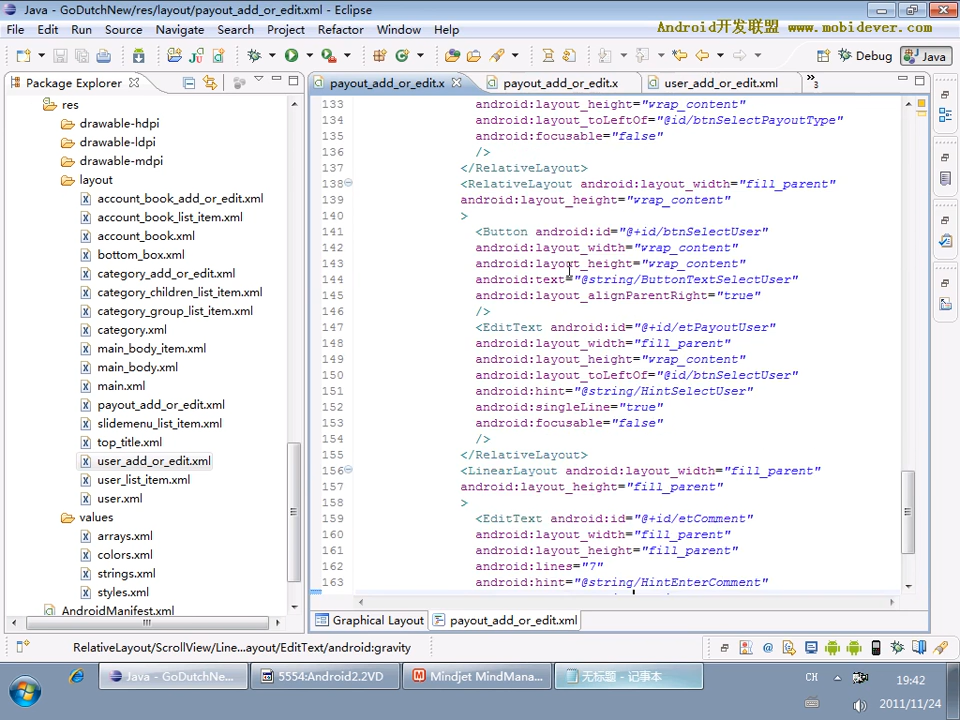 Java - GoDutchNew/res/layout/payout_add_or_edit.xml - Eclipse
File Edit Run Source Navigate Search Project Refactor Window Help
Android开发联盟 www.mobidever.com
Debug Java
Package Explorer
payout_add_or_edit.x payout_add_or_edit.x user_add_or_edit.xml »3
res
drawable-hdpi
drawable-ldpi
drawable-mdpi
layout
account_book_add_or_edit.xml
account_book_list_item.xml
account_book.xml
bottom_box.xml
category_add_or_edit.xml
category_children_list_item.xml
category_group_list_item.xml
category.xml
main_body_item.xml
main_body.xml
main.xml
payout_add_or_edit.xml
slidemenu_list_item.xml
top_title.xml
user_add_or_edit.xml
user_list_item.xml
user.xml
values
arrays.xml
colors.xml
strings.xml
styles.xml
AndroidManifest.xml
133 android:layout_height="wrap_content"
134 android:layout_toLeftOf="@id/btnSelectPayoutType"
135 android:focusable="false"
136 />
137 </RelativeLayout>
138 <RelativeLayout android:layout_width="fill_parent"
139 android:layout_height="wrap_content"
140 >
141 <Button android:id="@+id/btnSelectUser"
142 android:layout_width="wrap_content"
143 android:layout_height="wrap_content"
144 android:text="@string/ButtonTextSelectUser"
145 android:layout_alignParentRight="true"
146 />
147 <EditText android:id="@+id/etPayoutUser"
148 android:layout_width="fill_parent"
149 android:layout_height="wrap_content"
150 android:layout_toLeftOf="@id/btnSelectUser"
151 android:hint="@string/HintSelectUser"
152 android:singleLine="true"
153 android:focusable="false"
154 />
155 </RelativeLayout>
156 <LinearLayout android:layout_width="fill_parent"
157 android:layout_height="fill_parent"
158 >
159 <EditText android:id="@+id/etComment"
160 android:layout_width="fill_parent"
161 android:layout_height="fill_parent"
162 android:lines="7"
163 android:hint="@string/HintEnterComment"
Graphical Layout payout_add_or_edit.xml
RelativeLayout/ScrollView/Line...ayout/EditText/android:gravity
Java - GoDutchNe... 5554:Android2.2VD Mindjet MindMana... 无标题 - 记事本
CH 19:42
2011/11/24